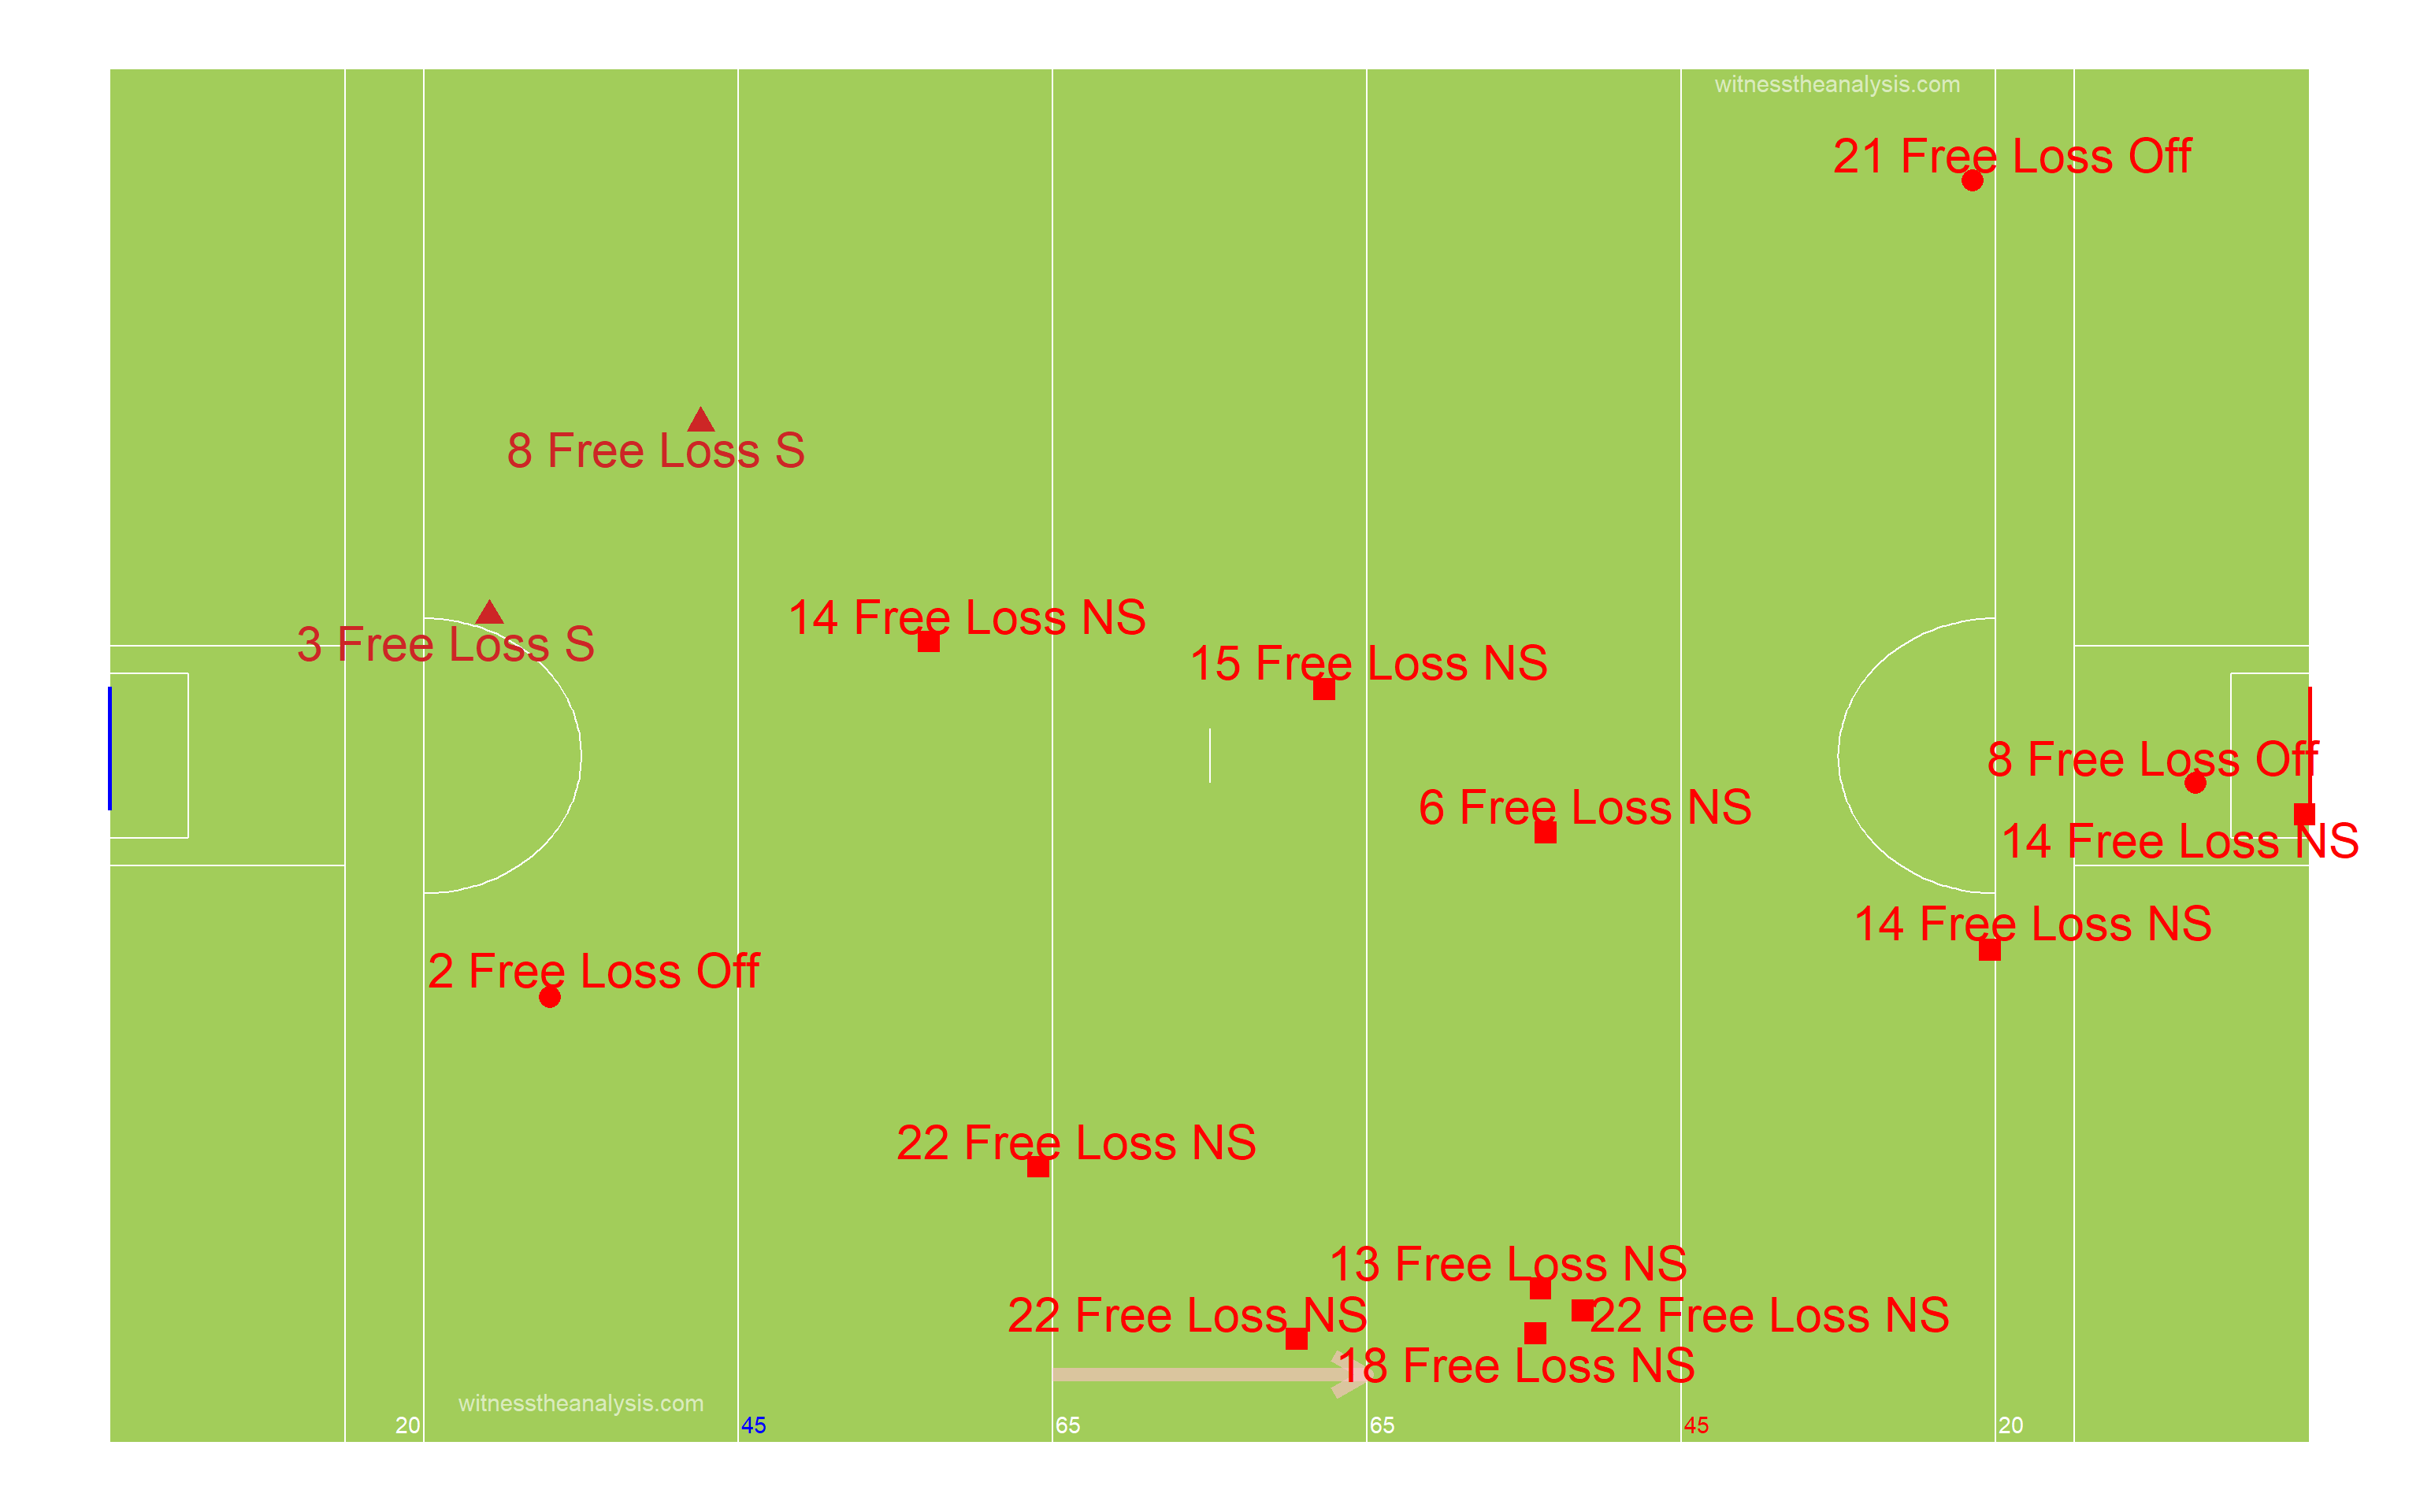 witnesstheanalysis.com
21 Free Loss Off
8 Free Loss S
14 Free Loss NS
3 Free Loss S
15 Free Loss NS
8 Free Loss Off
6 Free Loss NS
14 Free Loss NS
14 Free Loss NS
2 Free Loss Off
22 Free Loss NS
13 Free Loss NS
22 Free Loss NS
22 Free Loss NS
18 Free Loss NS
witnesstheanalysis.com
20 45 65 65 45 20